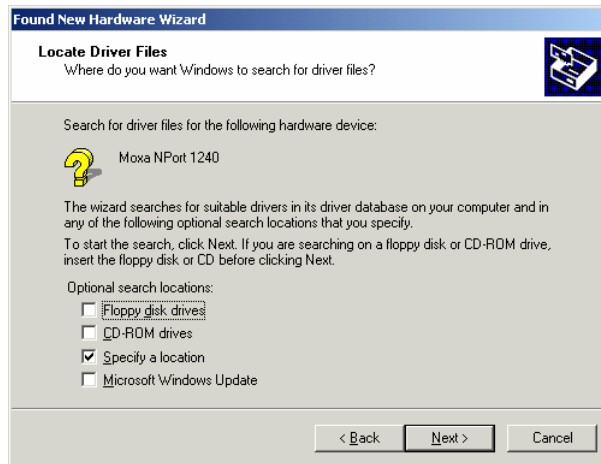 Found New Hardware Wizard
Locate Driver Files
Where do you want Windows to search for driver files?
Search for driver files for the following hardware device:
Moxa NPort 1240
The wizard searches for suitable drivers in its driver database on your computer and in
any of the following optional search locations that you specify.
To start the search, click Next. If you are searching on a floppy disk or CD-ROM drive,
insert the floppy disk or CD before clicking Next.
Optional search locations:
Floppy disk drives
CD-ROM drives
Specify a location
Microsoft Windows Update
< Back Next > Cancel